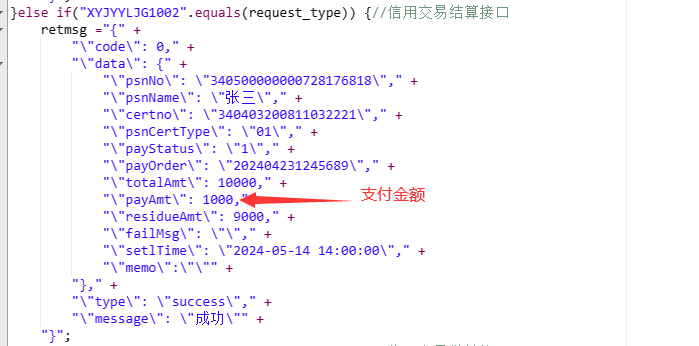 }else if("XYJYYLJG1002".equals(request_type)) {//信用交易结算接口
retmsg ="{" +
"\"code\": 0," +
"\"data\": {" +
"\"psnNo\": \"340500000000728176818\"," +
"\"psnName\": \"张三\"," +
"\"certno\": \"340403200811032221\"," +
"\"psnCertType\": \"01\"," +
"\"payStatus\": \"1\"," +
"\"payOrder\": \"202404231245689\"," +
"\"totalAmt\": 10000," +
"\"payAmt\": 1000," 支付金额
"\"residueAmt\": 9000," +
"\"failMsg\": \"\"," +
"\"setlTime\": \"2024-05-14 14:00:00\"," +
"\"memo\":\"\"" +
"}," +
"\"type\": \"success\"," +
"\"message\": \"成功\"" +
"}";